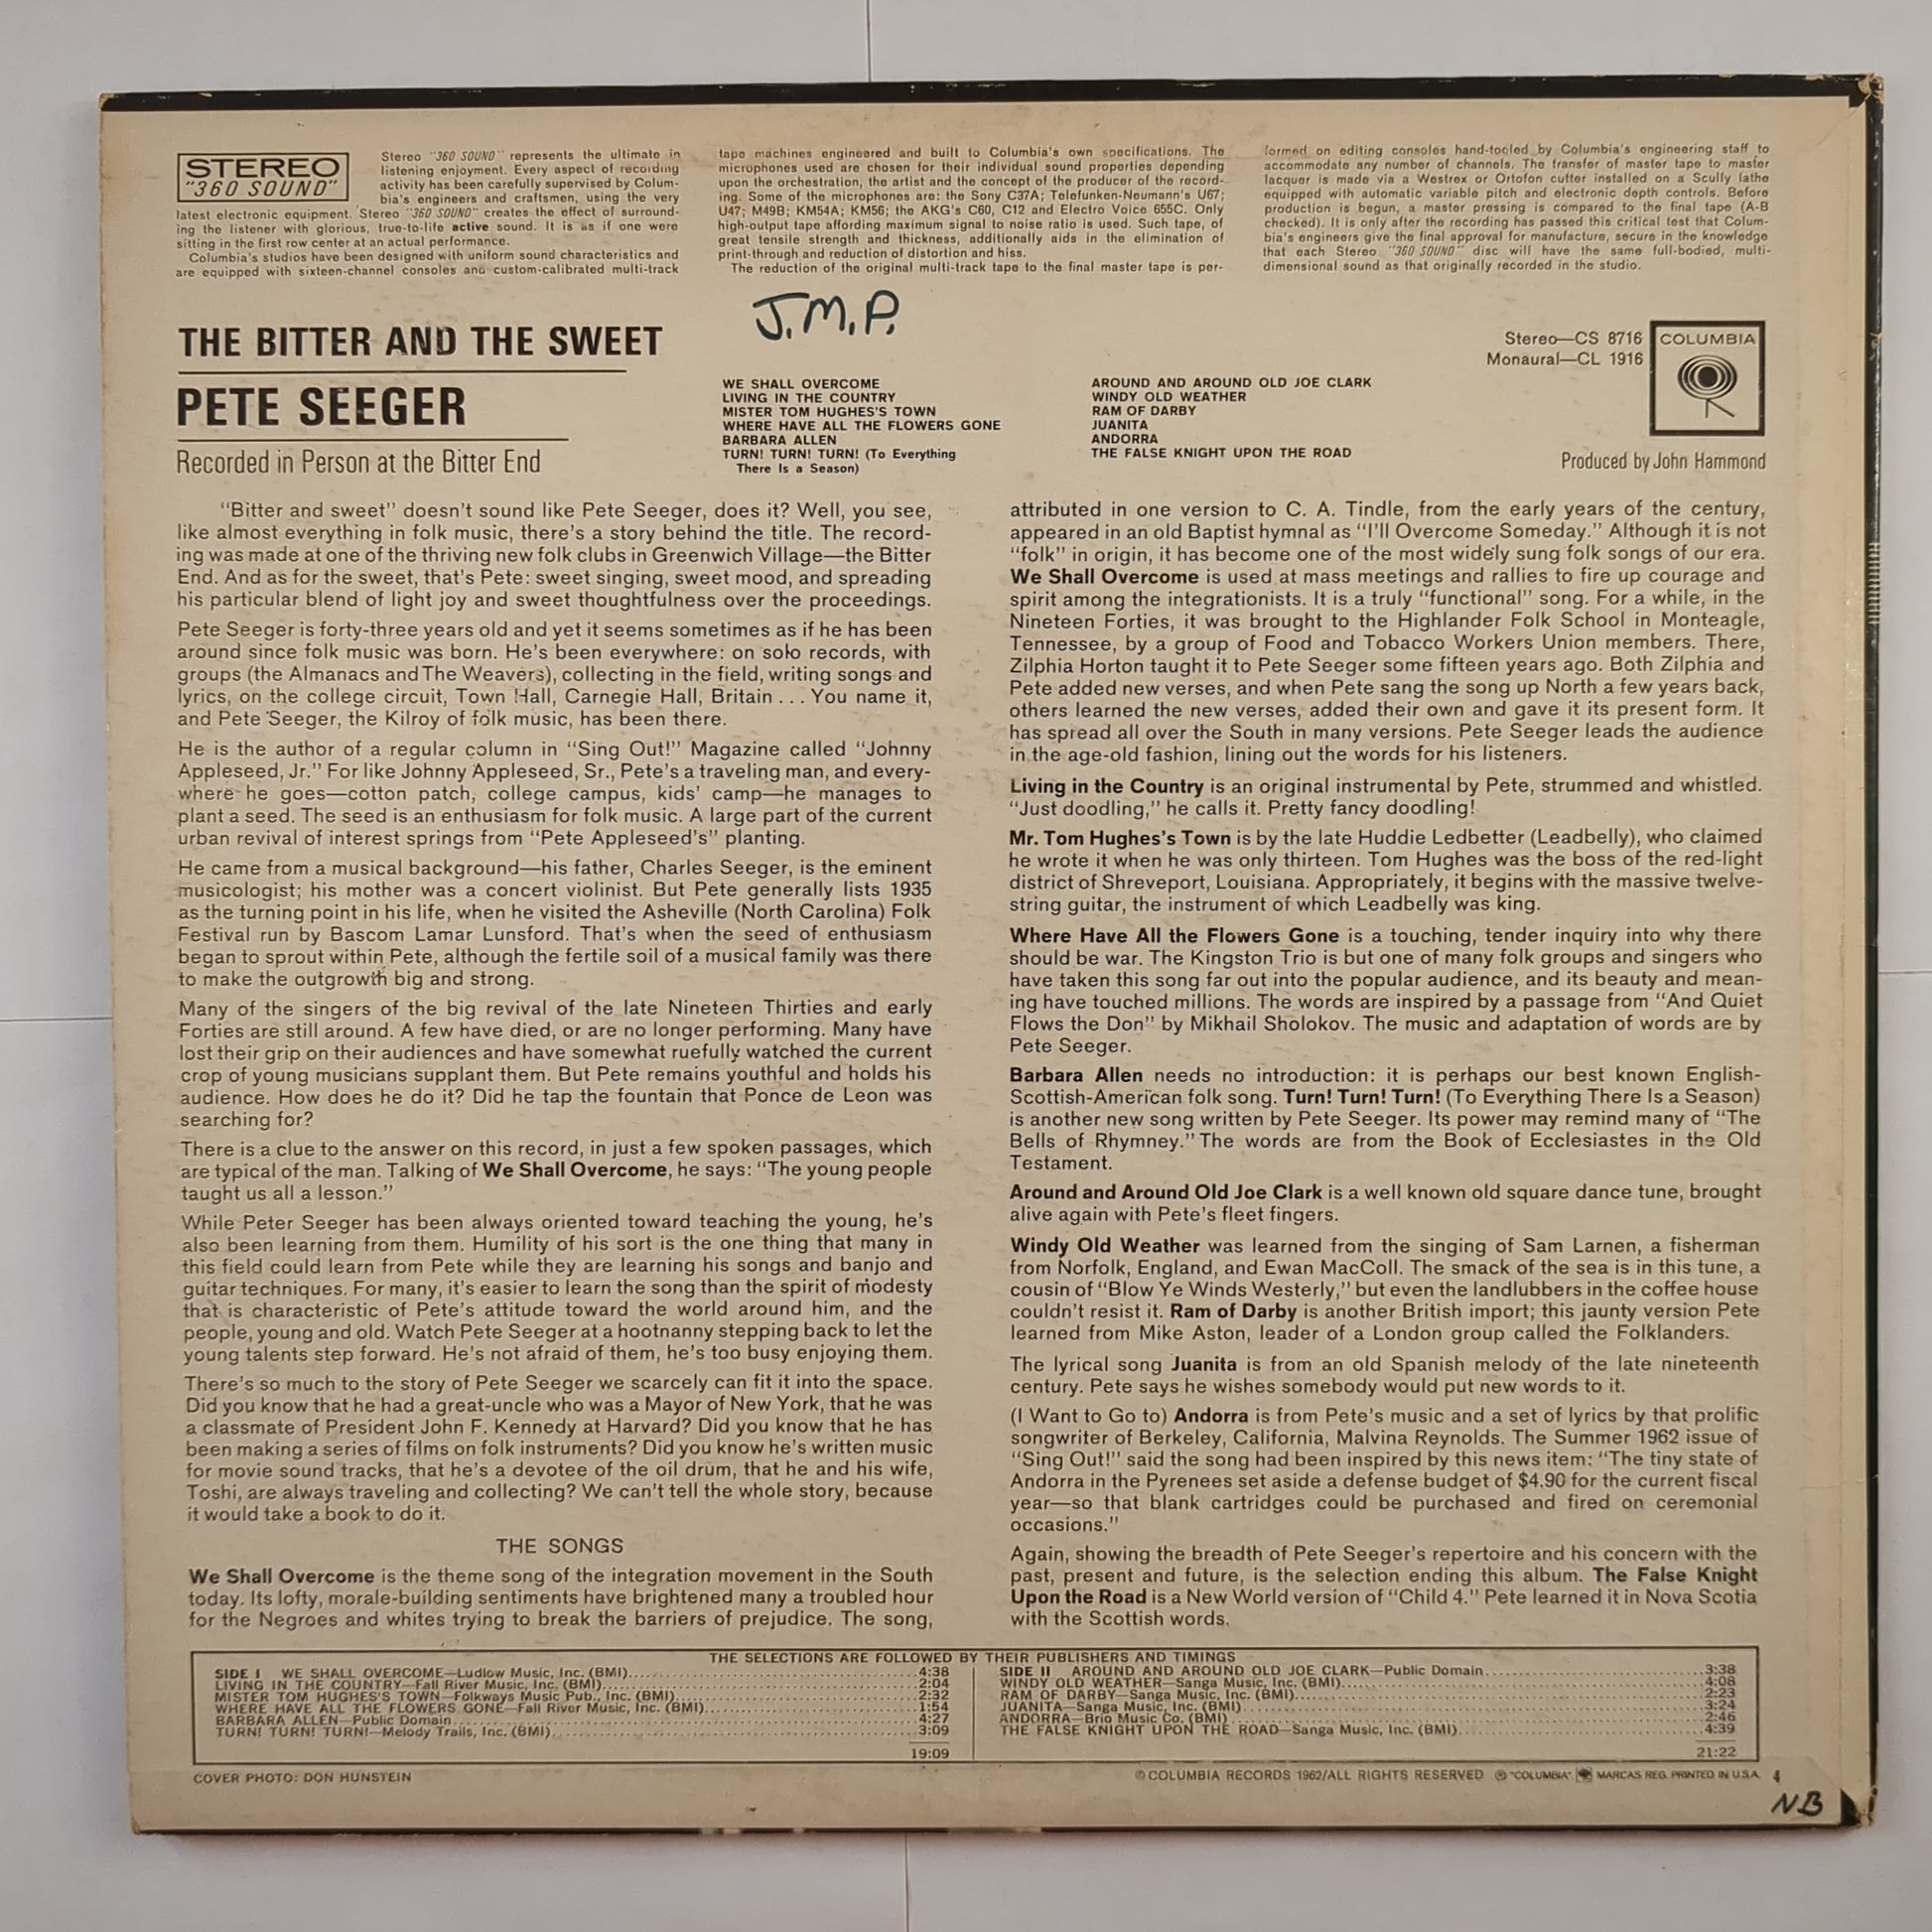 STEREO
"360 SOUND"
Stereo "360 SOUND" represents the ultimate in
listening enjoyment. Every aspect of recording
activity has been carefully supervised by Colum-
bia's engineers and craftsmen, using the very
latest electronic equipment. Stereo "360 SOUND" creates the effect of surround-
ing the listener with glorious, true-to-life active sound. It is as if one were
sitting in the first row center at an actual performance.
Columbia's studios have been designed with uniform sound characteristics and
are equipped with sixteen-channel consoles and custom-calibrated multi-track
tape machines engineered and built to Columbia's own specifications. The
microphones used are chosen for their individual sound properties depending
upon the orchestration, the artist and the concept of the producer of the record-
ing. Some of the microphones are: the Sony C37A; Telefunken-Neumann's U67;
U47; M49B; KM54A; KM56; the AKG's C60, C12 and Electro Voice 655C. Only
high-output tape affording maximum signal to noise ratio is used. Such tape, of
great tensile strength and thickness, additionally aids in the elimination of
print-through and reduction of distortion and hiss.
The reduction of the original multi-track tape to the final master tape is per-
formed on editing consoles hand-tooled by Columbia's engineering staff to
accommodate any number of channels. The transfer of master tape to master
lacquer is made via a Westrex or Ortofon cutter installed on a Scully lathe
equipped with automatic variable pitch and electronic depth controls. Before
production is begun, a master pressing is compared to the final tape (A-B
checked). It is only after the recording has passed this critical test that Colum-
bia's engineers give the final approval for manufacture, secure in the knowledge
that each Stereo "360 SOUND" disc will have the same full-bodied, multi-
dimensional sound as that originally recorded in the studio.
J.M.P.
THE BITTER AND THE SWEET
PETE SEEGER
Recorded in Person at the Bitter End
WE SHALL OVERCOME
LIVING IN THE COUNTRY
MISTER TOM HUGHES'S TOWN
WHERE HAVE ALL THE FLOWERS GONE
BARBARA ALLEN
TURN! TURN! TURN! (To Everything
There Is a Season)
AROUND AND AROUND OLD JOE CLARK
WINDY OLD WEATHER
RAM OF DARBY
JUANITA
ANDORRA
THE FALSE KNIGHT UPON THE ROAD
Stereo—CS 8716
Monaural—CL 1916
COLUMBIA
Produced by John Hammond
"Bitter and sweet" doesn't sound like Pete Seeger, does it? Well, you see,
like almost everything in folk music, there's a story behind the title. The record-
ing was made at one of the thriving new folk clubs in Greenwich Village—the Bitter
End. And as for the sweet, that's Pete: sweet singing, sweet mood, and spreading
his particular blend of light joy and sweet thoughtfulness over the proceedings.
Pete Seeger is forty-three years old and yet it seems sometimes as if he has been
around since folk music was born. He's been everywhere: on solo records, with
groups (the Almanacs and The Weavers), collecting in the field, writing songs and
lyrics, on the college circuit, Town Hall, Carnegie Hall, Britain . . . You name it,
and Pete Seeger, the Kilroy of folk music, has been there.
He is the author of a regular column in "Sing Out!" Magazine called "Johnny
Appleseed, Jr." For like Johnny Appleseed, Sr., Pete's a traveling man, and every-
where he goes—cotton patch, college campus, kids' camp—he manages to
plant a seed. The seed is an enthusiasm for folk music. A large part of the current
urban revival of interest springs from "Pete Appleseed's" planting.
He came from a musical background—his father, Charles Seeger, is the eminent
musicologist; his mother was a concert violinist. But Pete generally lists 1935
as the turning point in his life, when he visited the Asheville (North Carolina) Folk
Festival run by Bascom Lamar Lunsford. That's when the seed of enthusiasm
began to sprout within Pete, although the fertile soil of a musical family was there
to make the outgrowth big and strong.
Many of the singers of the big revival of the late Nineteen Thirties and early
Forties are still around. A few have died, or are no longer performing. Many have
lost their grip on their audiences and have somewhat ruefully watched the current
crop of young musicians supplant them. But Pete remains youthful and holds his
audience. How does he do it? Did he tap the fountain that Ponce de Leon was
searching for?
There is a clue to the answer on this record, in just a few spoken passages, which
are typical of the man. Talking of We Shall Overcome, he says: "The young people
taught us all a lesson."
While Peter Seeger has been always oriented toward teaching the young, he's
also been learning from them. Humility of his sort is the one thing that many in
this field could learn from Pete while they are learning his songs and banjo and
guitar techniques. For many, it's easier to learn the song than the spirit of modesty
that is characteristic of Pete's attitude toward the world around him, and the
people, young and old. Watch Pete Seeger at a hootnanny stepping back to let the
young talents step forward. He's not afraid of them, he's too busy enjoying them.
There's so much to the story of Pete Seeger we scarcely can fit it into the space.
Did you know that he had a great-uncle who was a Mayor of New York, that he was
a classmate of President John F. Kennedy at Harvard? Did you know that he has
been making a series of films on folk instruments? Did you know he's written music
for movie sound tracks, that he's a devotee of the oil drum, that he and his wife,
Toshi, are always traveling and collecting? We can't tell the whole story, because
it would take a book to do it.
THE SONGS
We Shall Overcome is the theme song of the integration movement in the South
today. Its lofty, morale-building sentiments have brightened many a troubled hour
for the Negroes and whites trying to break the barriers of prejudice. The song,
attributed in one version to C. A. Tindle, from the early years of the century,
appeared in an old Baptist hymnal as "I'll Overcome Someday." Although it is not
"folk" in origin, it has become one of the most widely sung folk songs of our era.
We Shall Overcome is used at mass meetings and rallies to fire up courage and
spirit among the integrationists. It is a truly "functional" song. For a while, in the
Nineteen Forties, it was brought to the Highlander Folk School in Monteagle,
Tennessee, by a group of Food and Tobacco Workers Union members. There,
Zilphia Horton taught it to Pete Seeger some fifteen years ago. Both Zilphia and
Pete added new verses, and when Pete sang the song up North a few years back,
others learned the new verses, added their own and gave it its present form. It
has spread all over the South in many versions. Pete Seeger leads the audience
in the age-old fashion, lining out the words for his listeners.
Living in the Country is an original instrumental by Pete, strummed and whistled.
"Just doodling," he calls it. Pretty fancy doodling!
Mr. Tom Hughes's Town is by the late Huddie Ledbetter (Leadbelly), who claimed
he wrote it when he was only thirteen. Tom Hughes was the boss of the red-light
district of Shreveport, Louisiana. Appropriately, it begins with the massive twelve-
string guitar, the instrument of which Leadbelly was king.
Where Have All the Flowers Gone is a touching, tender inquiry into why there
should be war. The Kingston Trio is but one of many folk groups and singers who
have taken this song far out into the popular audience, and its beauty and mean-
ing have touched millions. The words are inspired by a passage from "And Quiet
Flows the Don" by Mikhail Sholokov. The music and adaptation of words are by
Pete Seeger.
Barbara Allen needs no introduction: it is perhaps our best known English-
Scottish-American folk song. Turn! Turn! Turn! (To Everything There Is a Season)
is another new song written by Pete Seeger. Its power may remind many of "The
Bells of Rhymney." The words are from the Book of Ecclesiastes in the Old
Testament.
Around and Around Old Joe Clark is a well known old square dance tune, brought
alive again with Pete's fleet fingers.
Windy Old Weather was learned from the singing of Sam Larnen, a fisherman
from Norfolk, England, and Ewan MacColl. The smack of the sea is in this tune, a
cousin of "Blow Ye Winds Westerly," but even the landlubbers in the coffee house
couldn't resist it. Ram of Darby is another British import; this jaunty version Pete
learned from Mike Aston, leader of a London group called the Folklanders.
The lyrical song Juanita is from an old Spanish melody of the late nineteenth
century. Pete says he wishes somebody would put new words to it.
(I Want to Go to) Andorra is from Pete's music and a set of lyrics by that prolific
songwriter of Berkeley, California, Malvina Reynolds. The Summer 1962 issue of
"Sing Out!" said the song had been inspired by this news item: "The tiny state of
Andorra in the Pyrenees set aside a defense budget of $4.90 for the current fiscal
year—so that blank cartridges could be purchased and fired on ceremonial
occasions."
Again, showing the breadth of Pete Seeger's repertoire and his concern with the
past, present and future, is the selection ending this album. The False Knight
Upon the Road is a New World version of "Child 4." Pete learned it in Nova Scotia
with the Scottish words.
THE SELECTIONS ARE FOLLOWED BY THEIR PUBLISHERS AND TIMINGS
SIDE I WE SHALL OVERCOME—Ludlow Music, Inc. (BMI) 4:38
LIVING IN THE COUNTRY—Fall River Music, Inc. (BMI) 2:04
MISTER TOM HUGHES'S TOWN—Folkways Music Pub., Inc. (BMI) 2:32
WHERE HAVE ALL THE FLOWERS GONE—Fall River Music, Inc. (BMI) 1:54
BARBARA ALLEN—Public Domain 4:27
TURN! TURN! TURN!—Melody Trails, Inc. (BMI) 3:09
19:09
SIDE II AROUND AND AROUND OLD JOE CLARK—Public Domain 3:38
WINDY OLD WEATHER—Sanga Music, Inc. (BMI) 4:08
RAM OF DARBY—Sanga Music, Inc. (BMI) 2:23
JUANITA—Sanga Music, Inc. (BMI) 3:24
ANDORRA—Brio Music Co. (BMI) 2:46
THE FALSE KNIGHT UPON THE ROAD—Sanga Music, Inc. (BMI) 4:39
21:22
COVER PHOTO: DON HUNSTEIN
© COLUMBIA RECORDS 1962/ALL RIGHTS RESERVED ® "COLUMBIA", MARCAS REG. PRINTED IN U.S.A. 4
NB